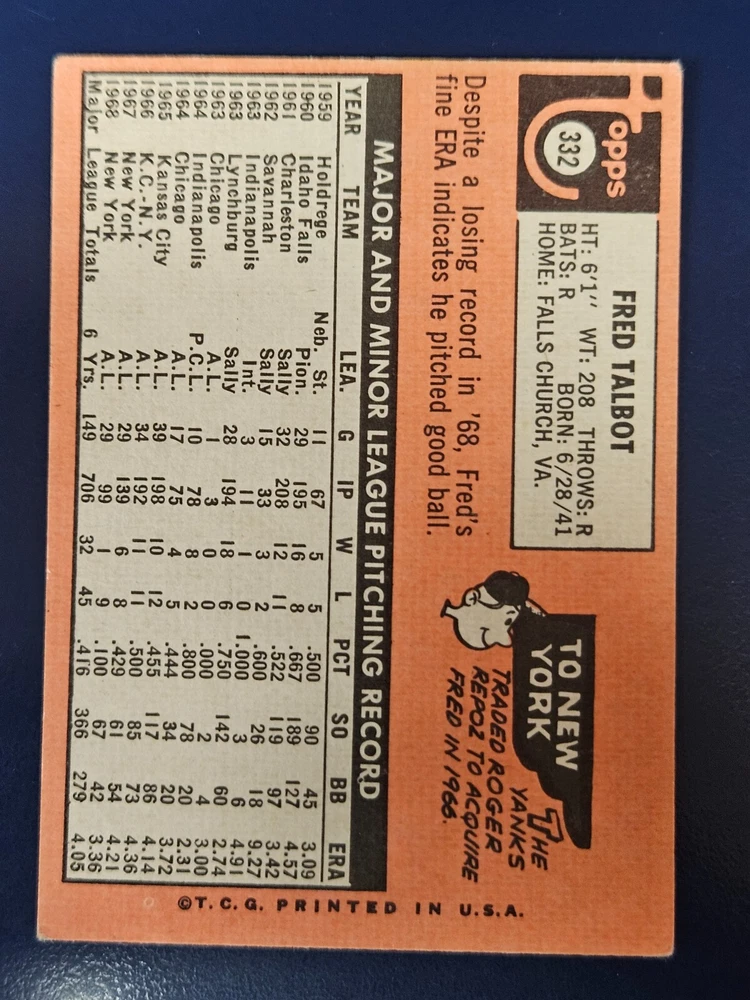 Topps
332
FRED TALBOT
HT: 6'1" WT: 208 THROWS: R
BATS: R BORN: 6/28/41
HOME: FALLS CHURCH, VA.
Despite a losing record in '68, Fred's
fine ERA indicates he pitched good ball.
TO NEW
YORK
THE
YANKS
TRADED ROGER
REPOZ TO ACQUIRE
FRED IN 1966.
MAJOR AND MINOR LEAGUE PITCHING RECORD
YEAR TEAM LEA. G IP W L PCT SO BB ERA
1959 Holdrege Neb. St. 11 67 5 5 .500 90 45 3.09
1960 Idaho Falls Pion. 29 195 16 8 .667 189 127 4.57
1961 Charleston Sally 32 208 12 11 .522 119 97 3.42
1962 Savannah Sally 15 33 3 2 .600 26 18 9.27
1963 Indianapolis Int. 3 11 1 0 1.000 3 6 4.91
1963 Lynchburg Sally 28 194 18 6 .750 142 60 2.74
1963 Chicago A.L. 1 3 0 0 .000 2 4 3.00
1964 Indianapolis P.C.L. 10 78 8 2 .800 78 20 2.31
1964 Chicago A.L. 17 75 4 5 .444 34 20 3.72
1965 Kansas City A.L. 39 198 10 12 .455 117 86 4.14
1966 K.C.-N.Y. A.L. 34 192 11 11 .500 85 73 4.36
1967 New York A.L. 29 139 6 8 .429 61 54 4.21
1968 New York A.L. 29 99 1 9 .100 67 42 3.36
Major League Totals 6 Yrs. 149 706 32 45 .416 366 279 4.05
©T.C.G. PRINTED IN U.S.A.